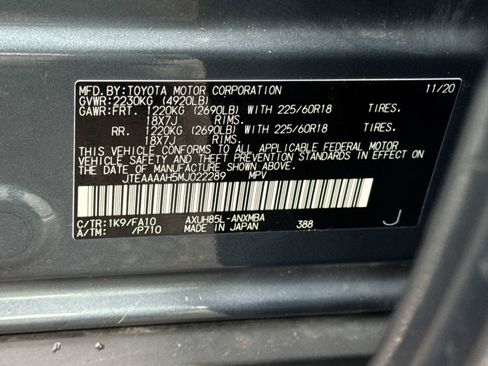 MFD.BY:TOYOTA MOTOR CORPORATION 11/20
GVWR:2230KG (4920LB)
GAWR:FRT. 1220KG (2690LB) WITH 225/60R18 TIRES.
18X7J RIMS.
RR. 1220KG (2690LB) WITH 225/60R18 TIRES.
18X7J RIMS.
THIS VEHICLE CONFORMS TO ALL APPLICABLE FEDERAL MOTOR
VEHICLE SAFETY AND THEFT PREVENTION STANDARDS IN EFFECT
ON THE DATE OF MANUFACTURE SHOWN ABOVE.
JTEAAAAH5MJ022289 MPV
C/TR:1K9/FA10 AXUH85L-ANXMBA
A/TM: /P710 MADE IN JAPAN 388 J